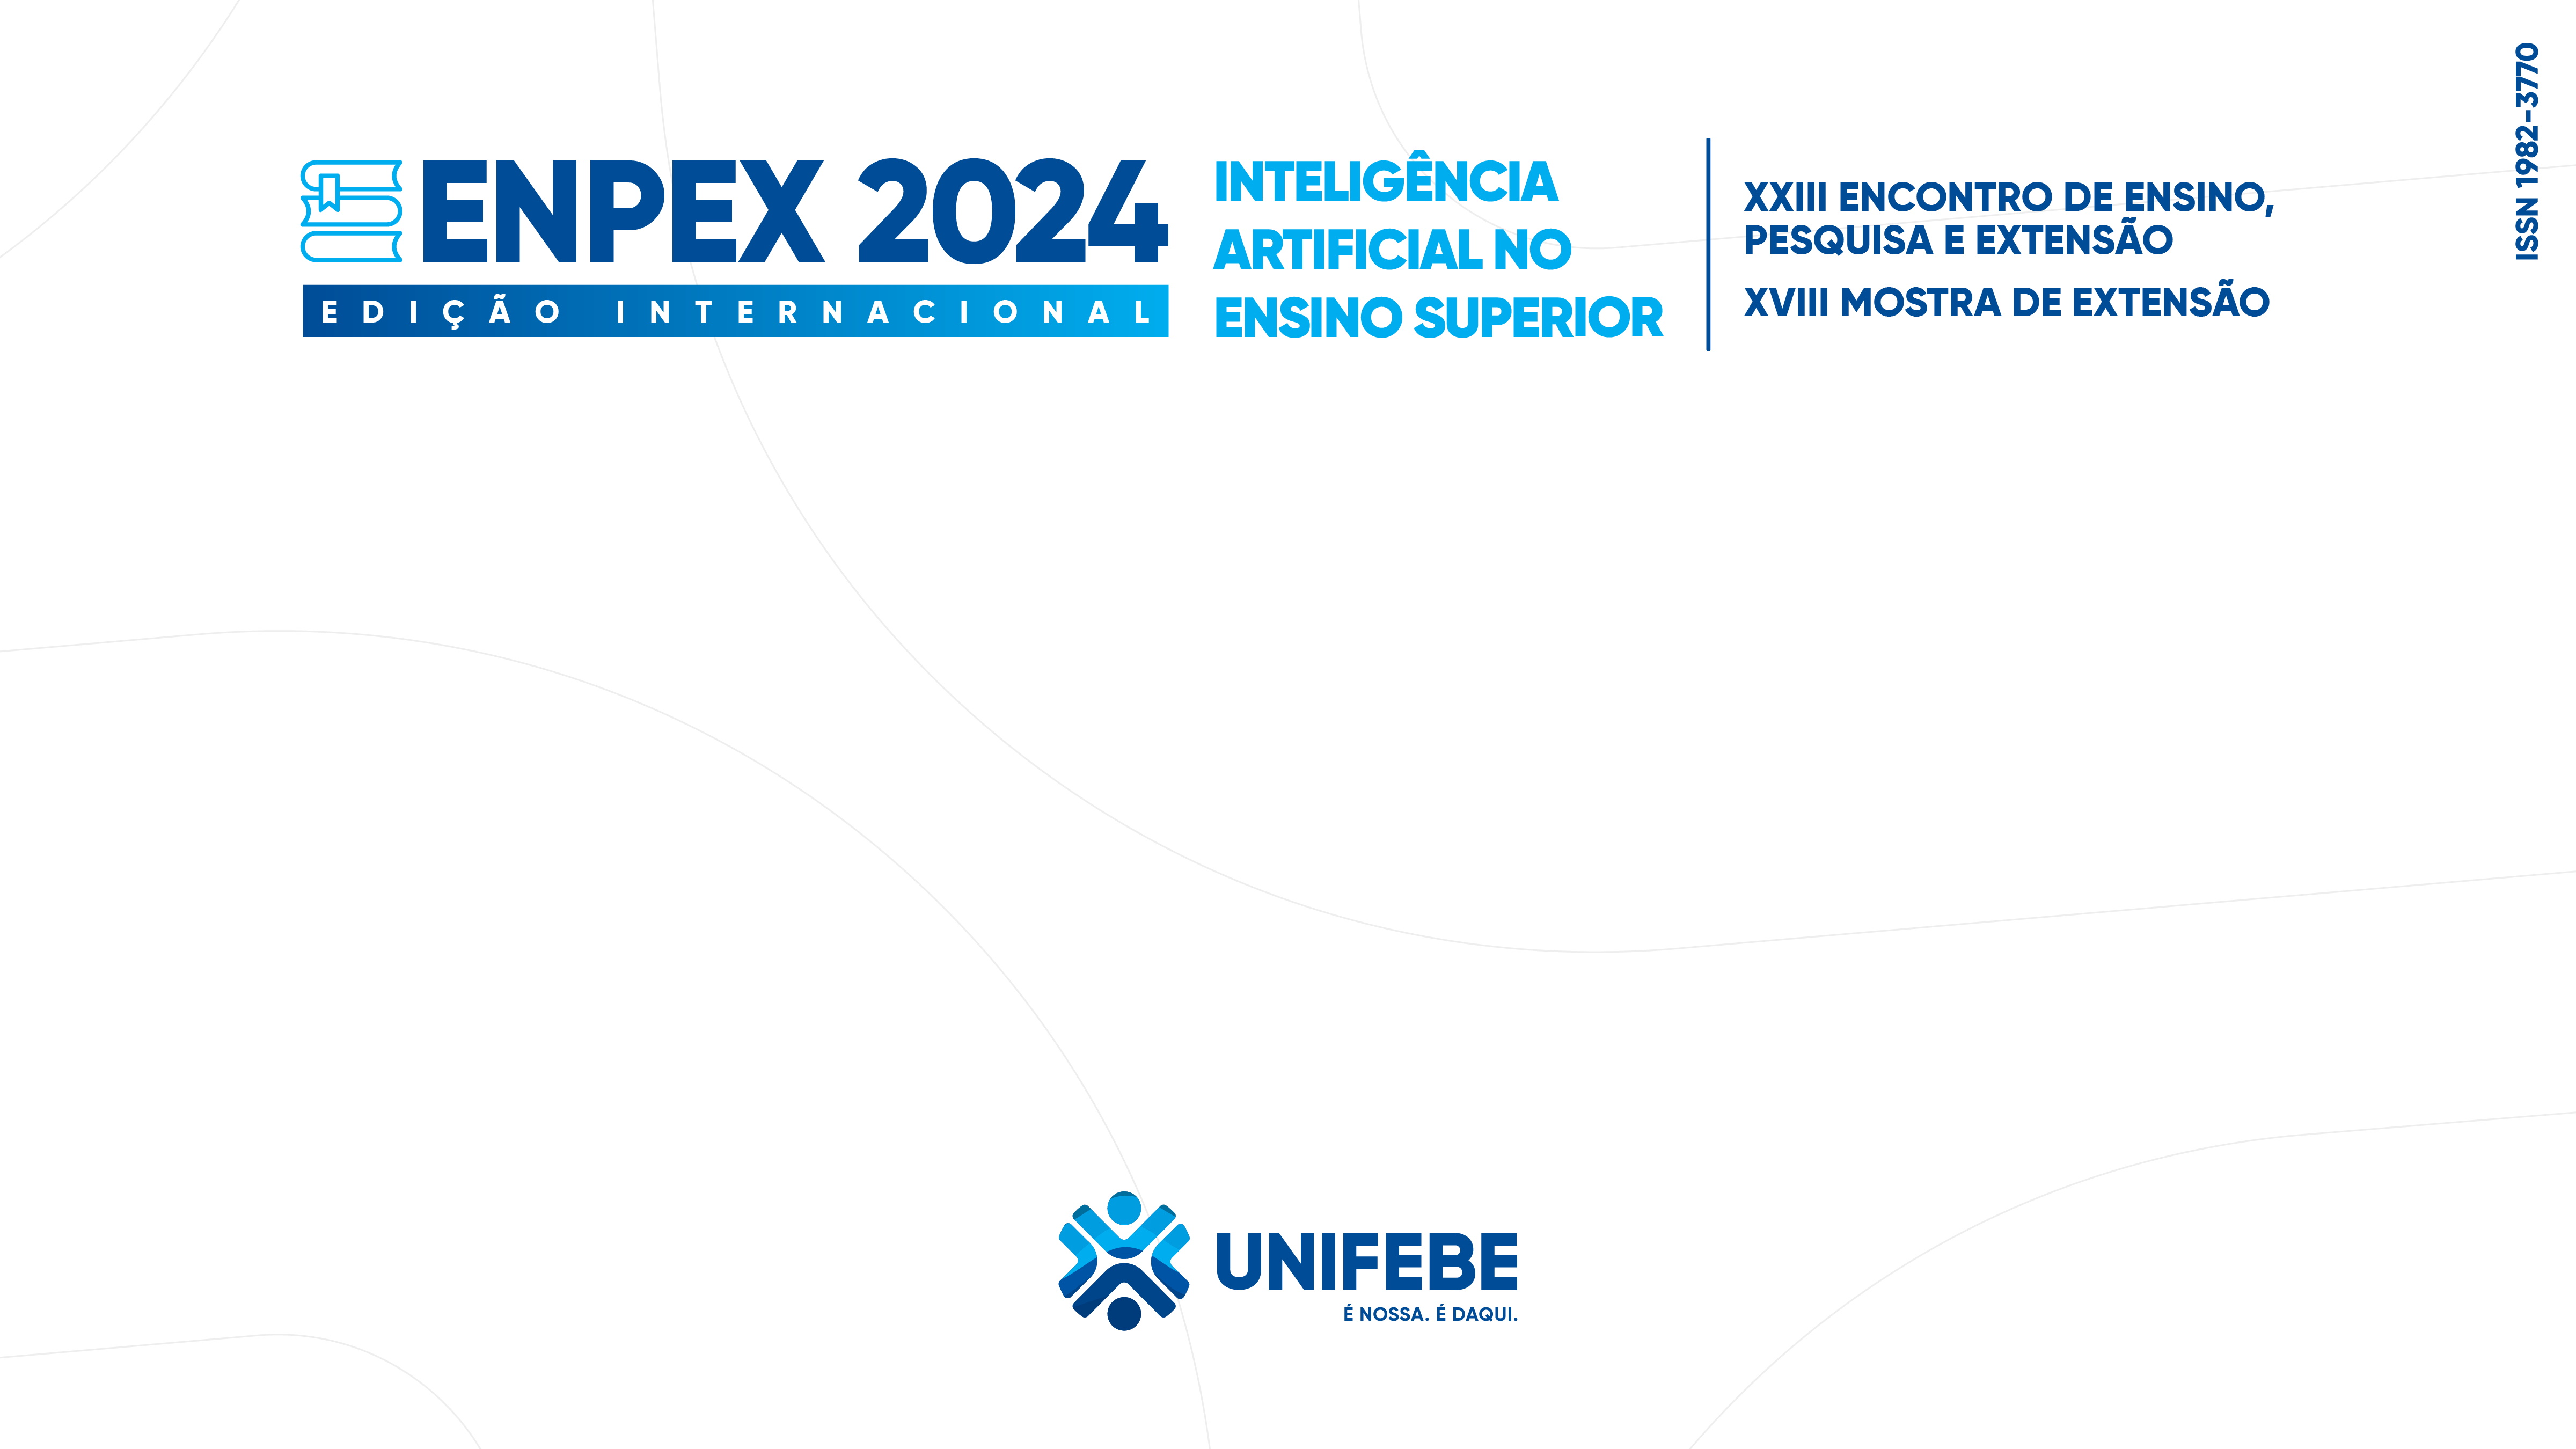 ENPEX 2024
EDIÇÃO INTERNACIONAL
INTELIGÊNCIA
ARTIFICIAL NO
ENSINO SUPERIOR
XXIII ENCONTRO DE ENSINO,
PESQUISA E EXTENSÃO
XVIII MOSTRA DE EXTENSÃO
ISSN 1982-3770
UNIFEBE
É NOSSA. É DAQUI.